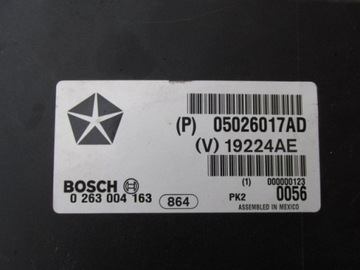 (P) 05026017AD
(V) 19224AE
BOSCH
0 263 004 163
864
(1) 000000123
PK2 0056
ASSEMBLED IN MEXICO